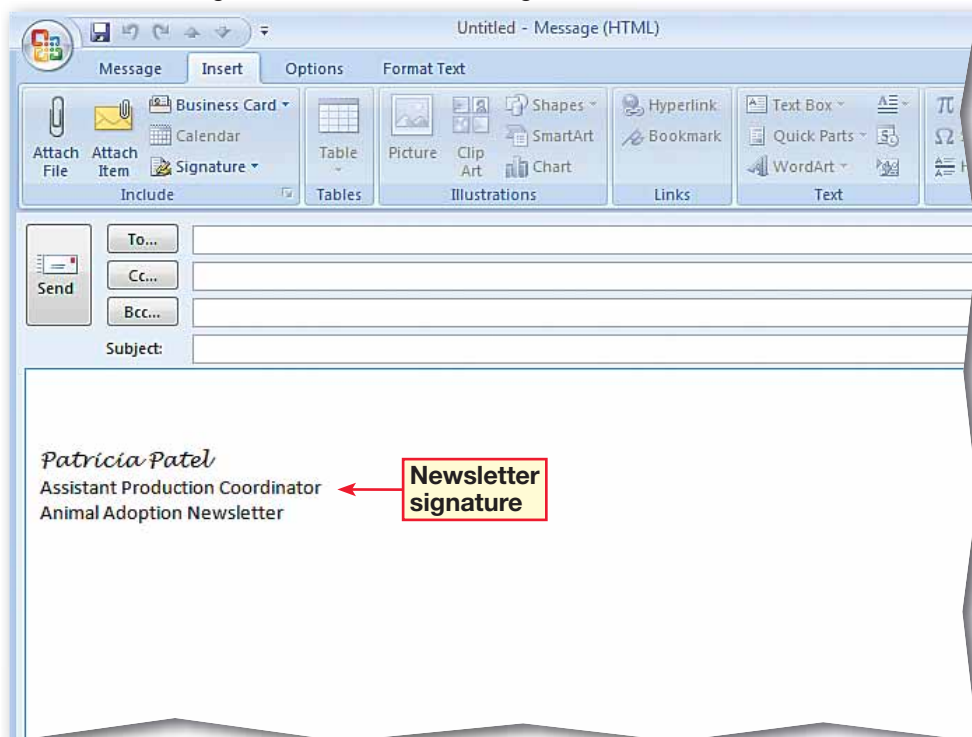 Untitled - Message (HTML)
Message Insert Options Format Text
Attach File
Attach Item
Business Card
Calendar
Signature
Include
Table
Tables
Picture
Clip Art
Shapes
SmartArt
Chart
Illustrations
Hyperlink
Bookmark
Links
Text Box
Quick Parts
WordArt
Text
π
Ω
Send
To...
Cc...
Bcc...
Subject:
Patricia Patel
Assistant Production Coordinator
Animal Adoption Newsletter
Newsletter
signature